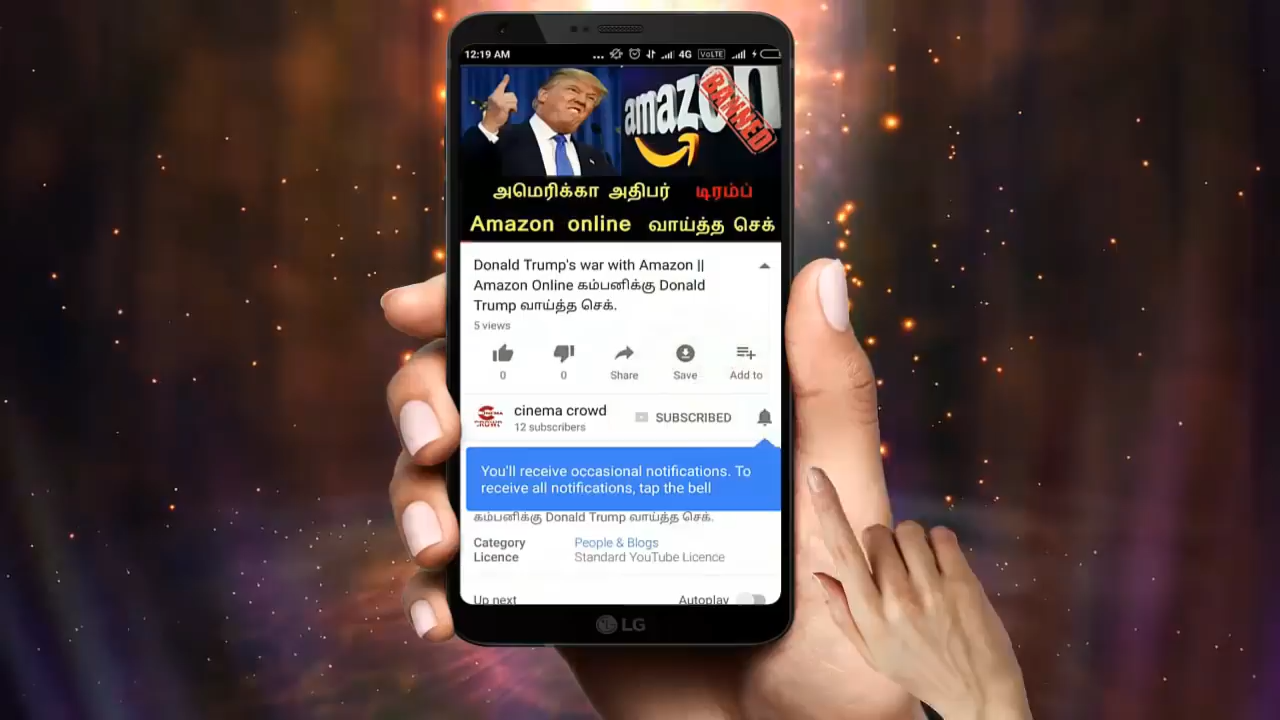 12:19 AM
4G VoLTE
amazon
BANNED
அமெரிக்கா அதிபர் டிரம்ப்
Amazon online வாய்த்த செக்
Donald Trump's war with Amazon ||
Amazon Online கம்பனிக்கு Donald
Trump வாய்த்த செக்.
5 views
0 0 Share Save Add to
cinema crowd SUBSCRIBED
12 subscribers
You'll receive occasional notifications. To
receive all notifications, tap the bell
கம்பனிக்கு Donald Trump வாய்த்த செக்.
Category People & Blogs
Licence Standard YouTube Licence
Up next Autoplay
LG